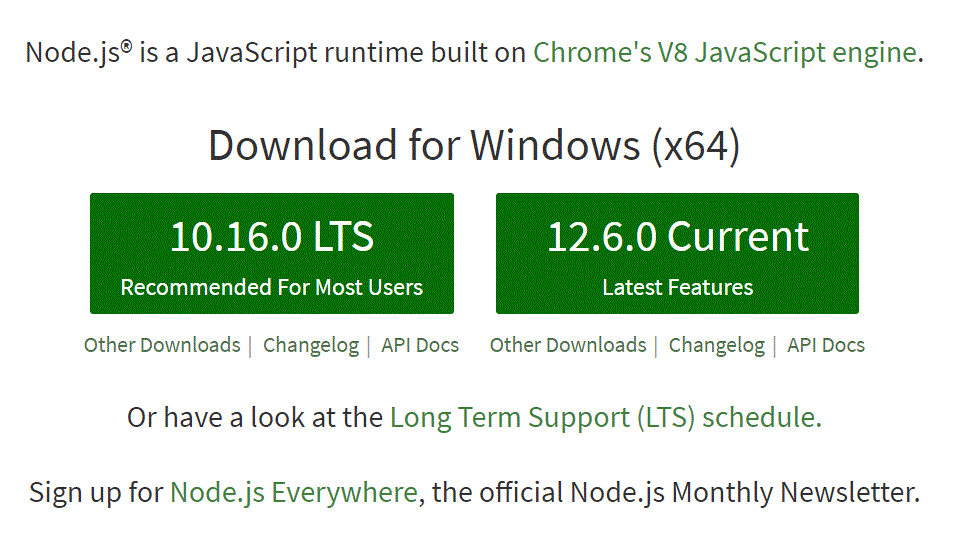 Node.js® is a JavaScript runtime built on Chrome's V8 JavaScript engine.
Download for Windows (x64)
10.16.0 LTS
Recommended For Most Users
12.6.0 Current
Latest Features
Other Downloads | Changelog | API Docs
Other Downloads | Changelog | API Docs
Or have a look at the Long Term Support (LTS) schedule.
Sign up for Node.js Everywhere, the official Node.js Monthly Newsletter.